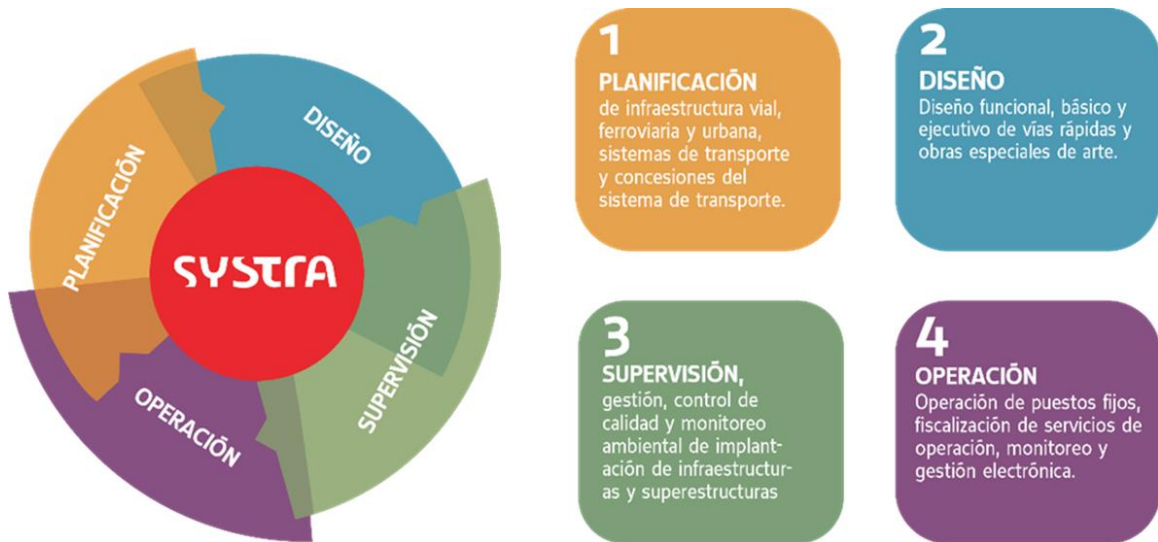 PLANIFICACIÓN
DISEÑO
SYSTRA
SUPERVISIÓN
OPERACIÓN
1
PLANIFICACIÓN
de infraestructura vial,
ferroviaria y urbana,
sistemas de transporte
y concesiones del
sistema de transporte.
2
DISEÑO
Diseño funcional, básico y
ejecutivo de vías rápidas y
obras especiales de arte.
3
SUPERVISIÓN,
gestión, control de
calidad y monitoreo
ambiental de implant-
ación de infraestructur-
as y superestructuras
4
OPERACIÓN
Operación de puestos fijos,
fiscalización de servicios de
operación, monitoreo y
gestión electrónica.